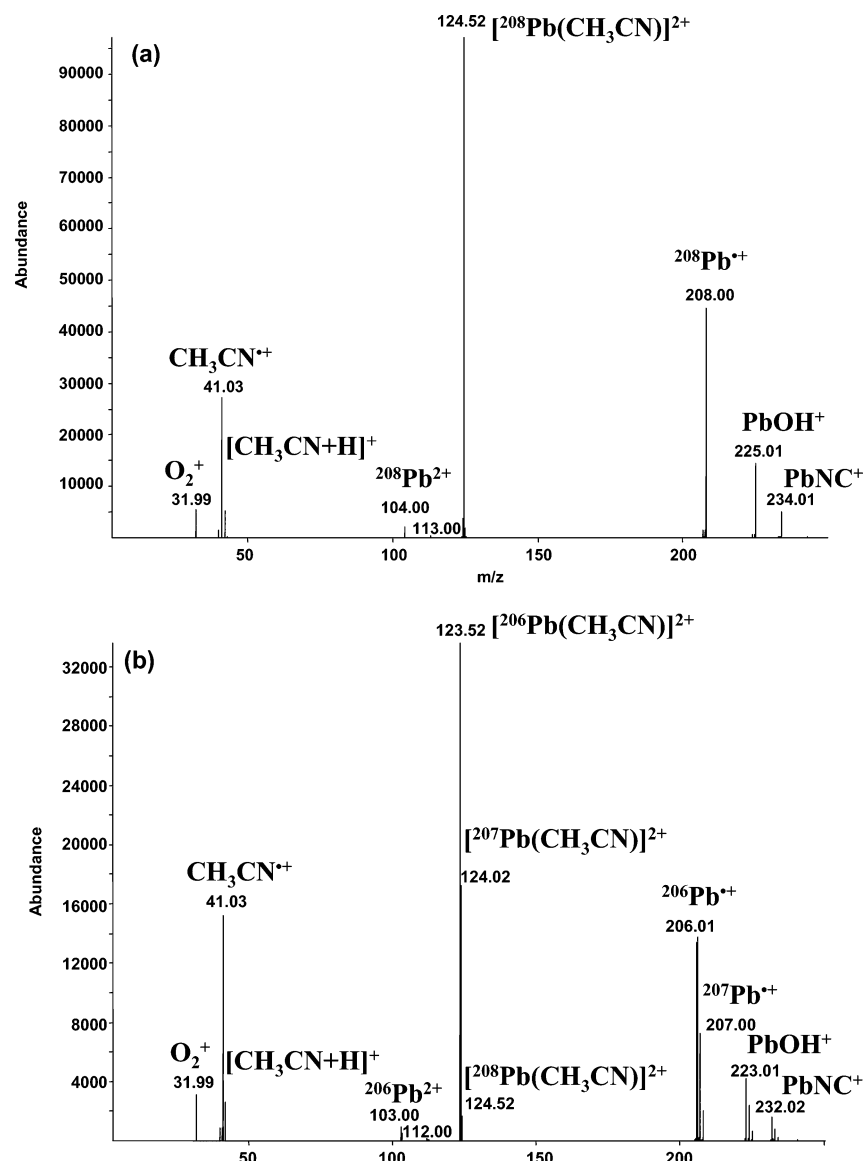 (a)
124.52 [²⁰⁸Pb(CH₃CN)]²⁺
90000
80000
70000
60000
50000
40000
30000
20000
10000
Abundance
²⁰⁸Pb•⁺
208.00
CH₃CN•⁺
41.03
[CH₃CN+H]⁺
O₂⁺
31.99
²⁰⁸Pb²⁺
104.00
113.00
PbOH⁺
225.01
PbNC⁺
234.01
50 100 150 200
m/z
(b)
123.52 [²⁰⁶Pb(CH₃CN)]²⁺
32000
28000
24000
20000
16000
12000
8000
4000
Abundance
[²⁰⁷Pb(CH₃CN)]²⁺
124.02
CH₃CN•⁺
41.03
²⁰⁶Pb•⁺
206.01
²⁰⁷Pb•⁺
207.00
O₂⁺
31.99
[CH₃CN+H]⁺
²⁰⁶Pb²⁺
103.00
112.00
[²⁰⁸Pb(CH₃CN)]²⁺
124.52
PbOH⁺
223.01
PbNC⁺
232.02
50 100 150 200